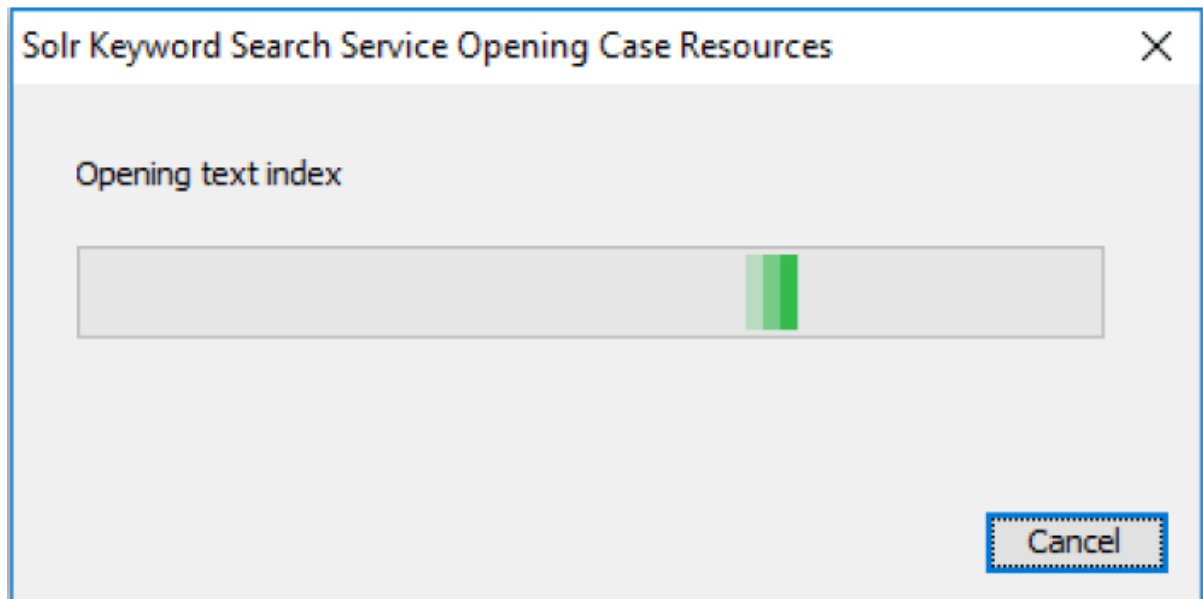 Solr Keyword Search Service Opening Case Resources
Opening text index
Cancel